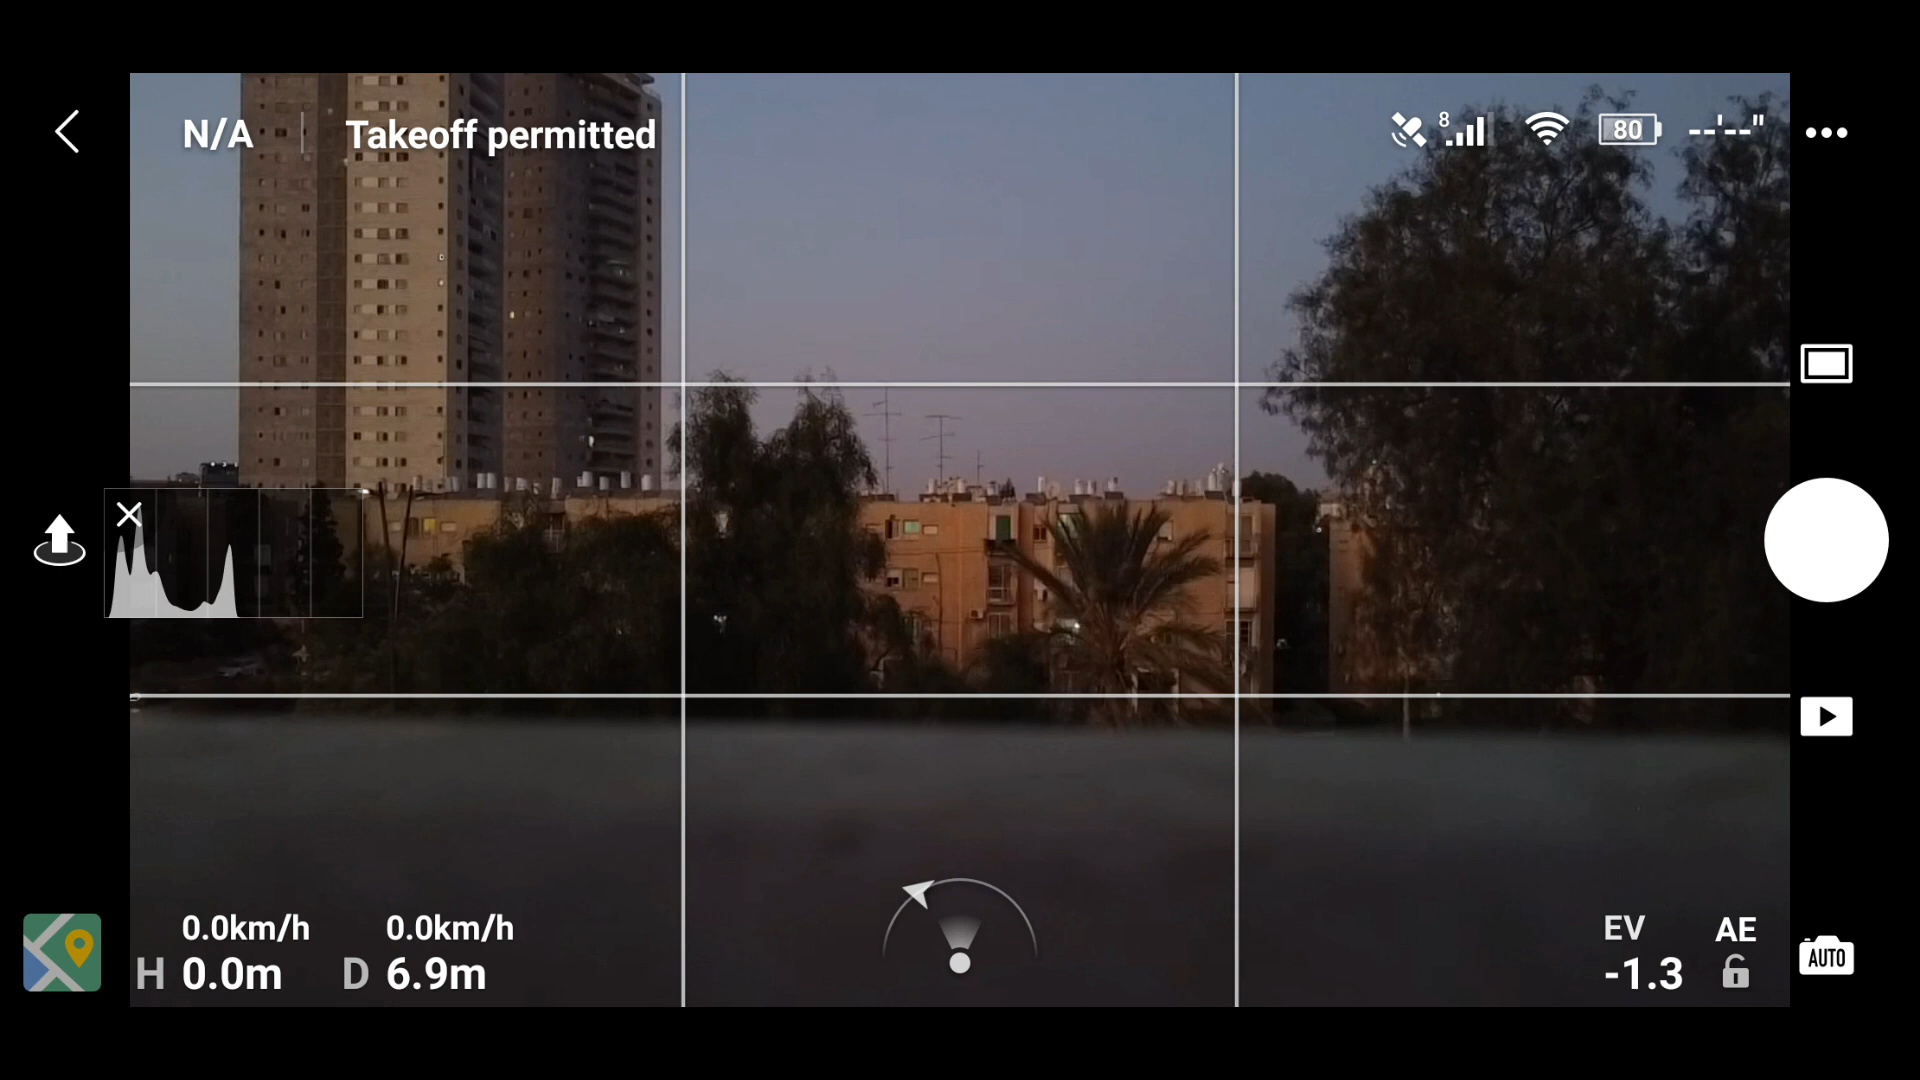 N/A Takeoff permitted 8 80 --'--"
0.0km/h 0.0km/h
H 0.0m D 6.9m
EV AE
-1.3
AUTO